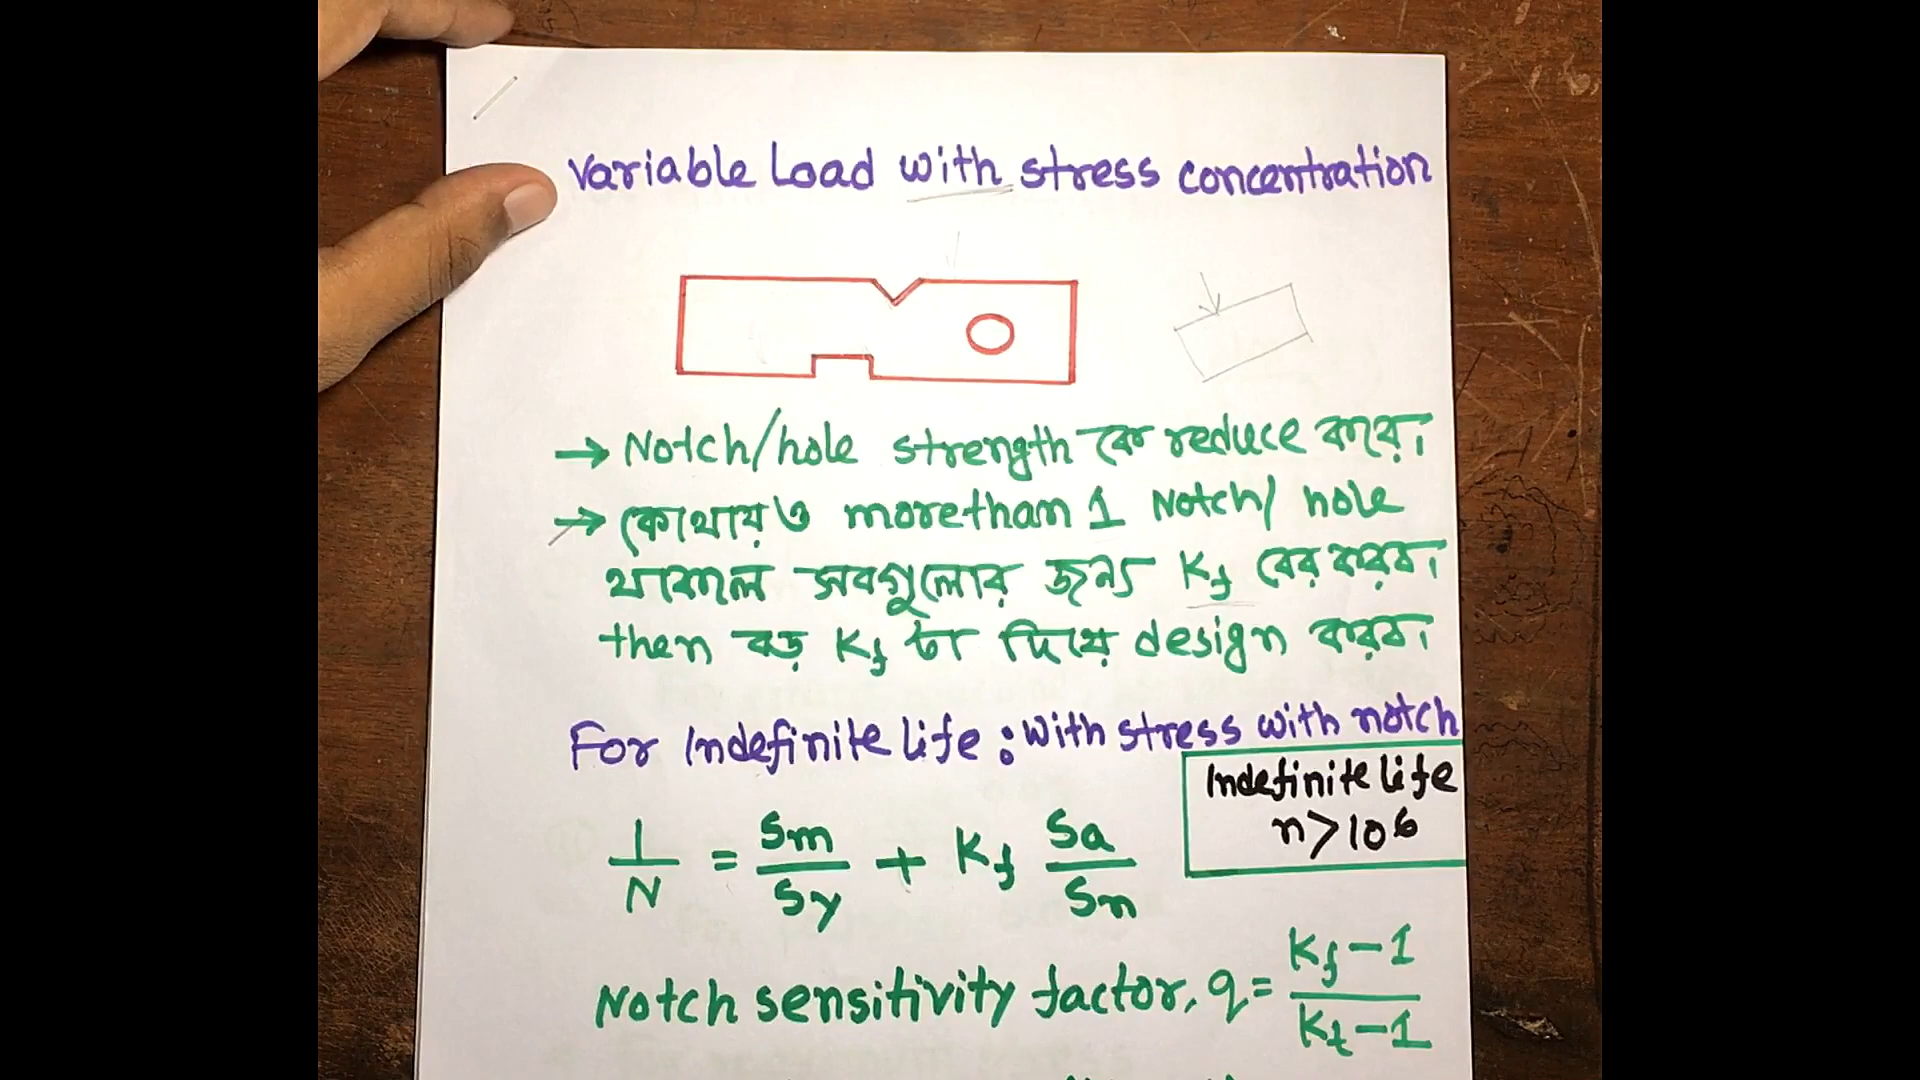 Variable Load with stress concentration
→ Notch/hole strength কে reduce করে।
→ কোথায়ও morethan 1 Notch/ hole
থাকলে সবগুলোর জন্য Kf বের করব।
then বড় Kf টা দিয়ে design করব।
For Indefinite life: with stress with notch
Indefinite life
n>10^6
1/N = Sm/Sy + Kf Sa/Sn
Notch sensitivity factor, q = Kf-1/Kt-1